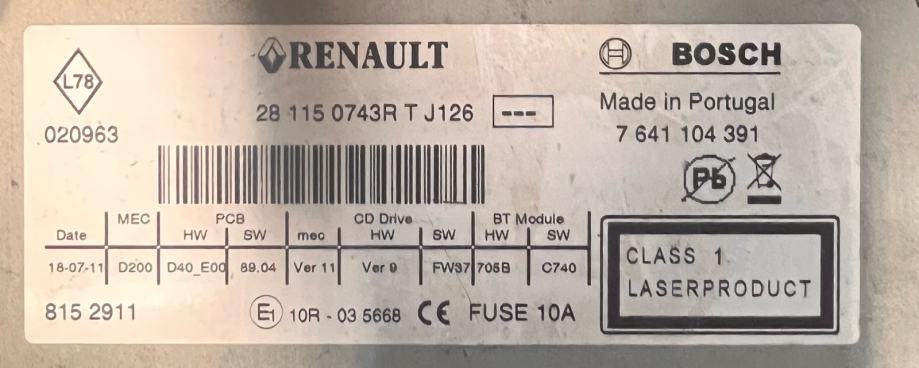 L78
RENAULT
BOSCH
020963
28 115 0743R T J126
---
Made in Portugal
7 641 104 391
Pb
MEC PCB CD Drive BT Module
Date HW SW mec HW SW HW SW
18-07-11 D200 D40_E00 89.04 Ver 11 Ver 9 FW37 705B C740
CLASS 1
LASERPRODUCT
815 2911
E1 10R - 03 5668 CE FUSE 10A